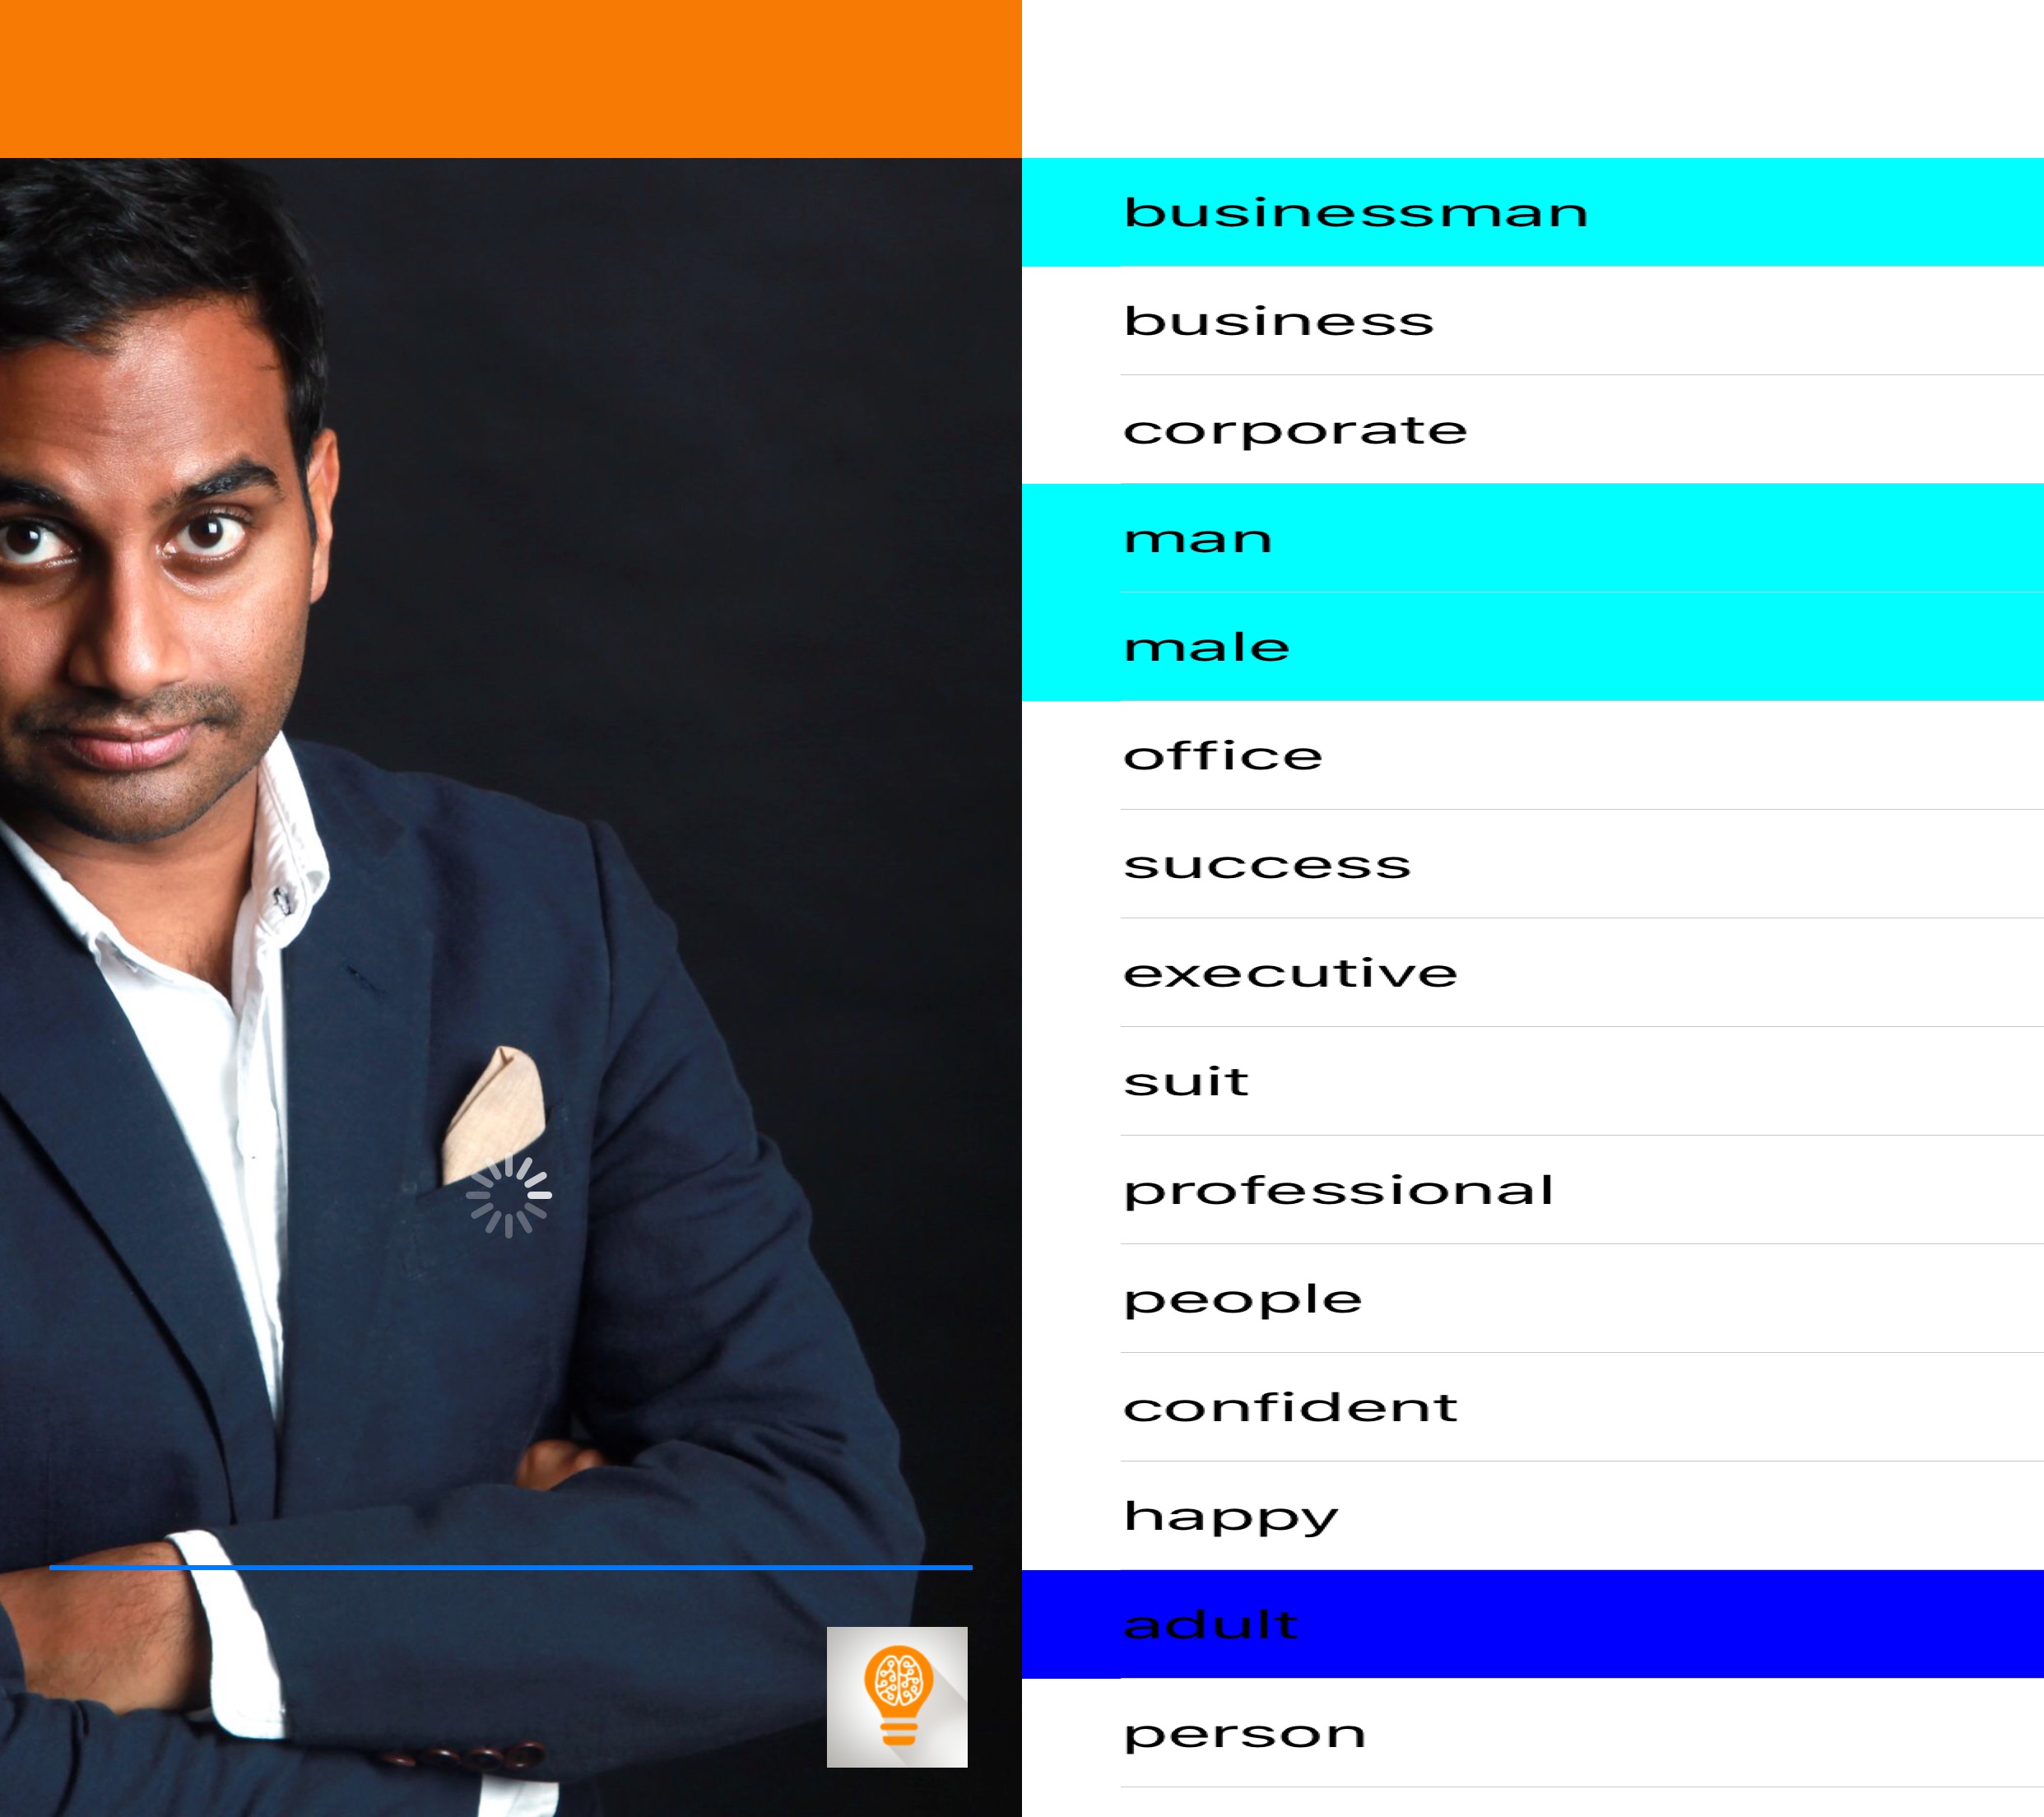 businessman
business
corporate
man
male
office
success
executive
suit
professional
people
confident
happy
adult
person